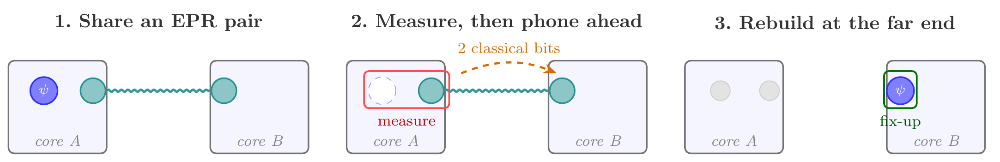 1. Share an EPR pair
ψ
core A
core B
2. Measure, then phone ahead
2 classical bits
measure
core A
core B
3. Rebuild at the far end
ψ
fix-up
core A
core B